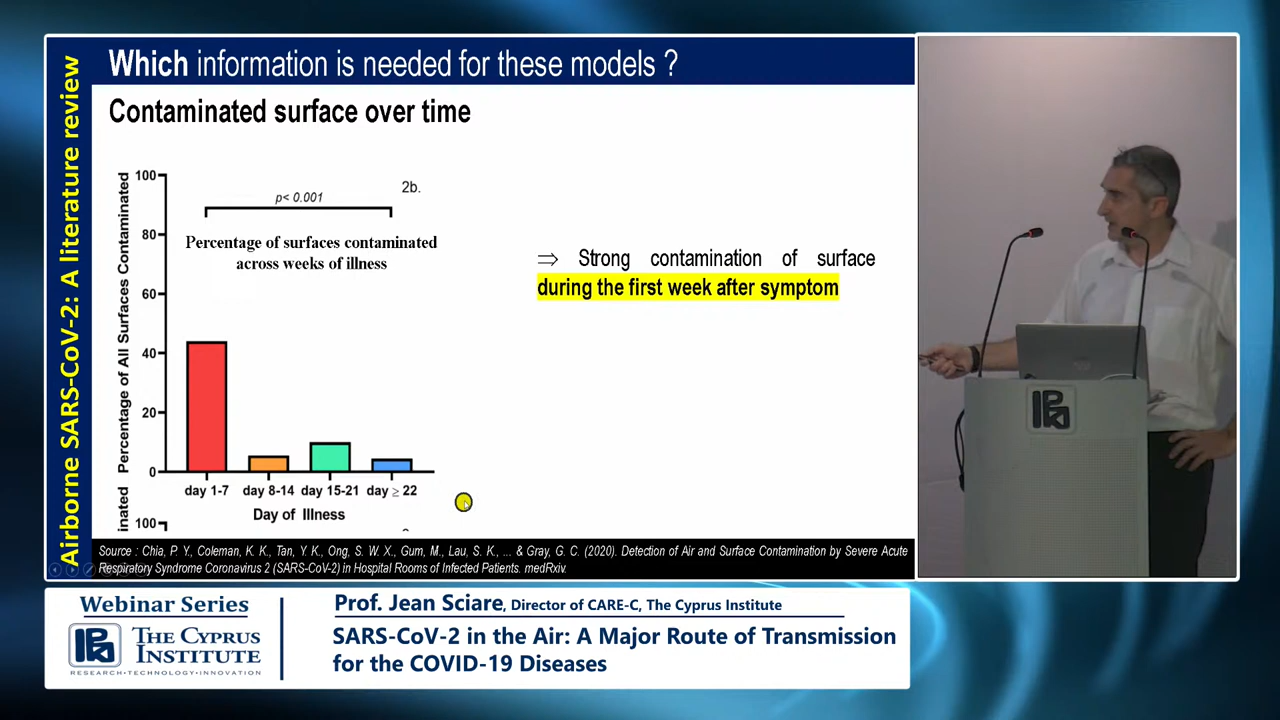 Airborne SARS-CoV-2: A literature review
Which information is needed for these models ?
Contaminated surface over time
Percentage of All Surfaces Contaminated
100
80
60
40
20
0
p< 0.001
2b.
Percentage of surfaces contaminated
across weeks of illness
day 1-7 day 8-14 day 15-21 day ≥ 22
Day of Illness
inated
100
⇒ Strong contamination of surface
during the first week after symptom
Source : Chia, P. Y., Coleman, K. K., Tan, Y. K., Ong, S. W. X., Gum, M., Lau, S. K., ... & Gray, G. C. (2020). Detection of Air and Surface Contamination by Severe Acute
Respiratory Syndrome Coronavirus 2 (SARS-CoV-2) in Hospital Rooms of Infected Patients. medRxiv.
Webinar Series
THE CYPRUS
INSTITUTE
RESEARCH•TECHNOLOGY•INNOVATION
Prof. Jean Sciare, Director of CARE-C, The Cyprus Institute
SARS-CoV-2 in the Air: A Major Route of Transmission
for the COVID-19 Diseases